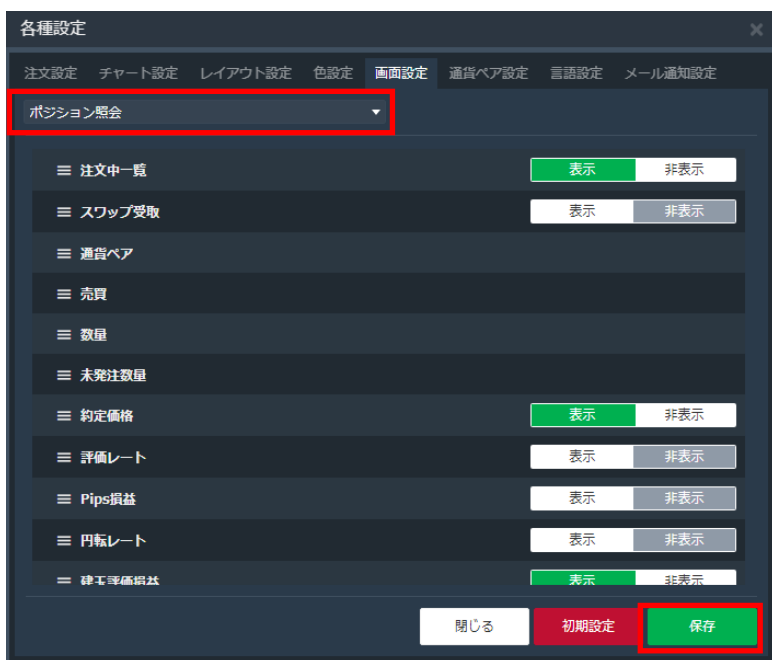 各種設定
注文設定 チャート設定 レイアウト設定 色設定 画面設定 通貨ペア設定 言語設定 メール通知設定
ポジション照会
注文中一覧 表示 非表示
スワップ受取 表示 非表示
通貨ペア
売買
数量
未発注数量
約定価格 表示 非表示
評価レート 表示 非表示
Pips損益 表示 非表示
円転レート 表示 非表示
建玉評価損益 表示 非表示
閉じる 初期設定 保存